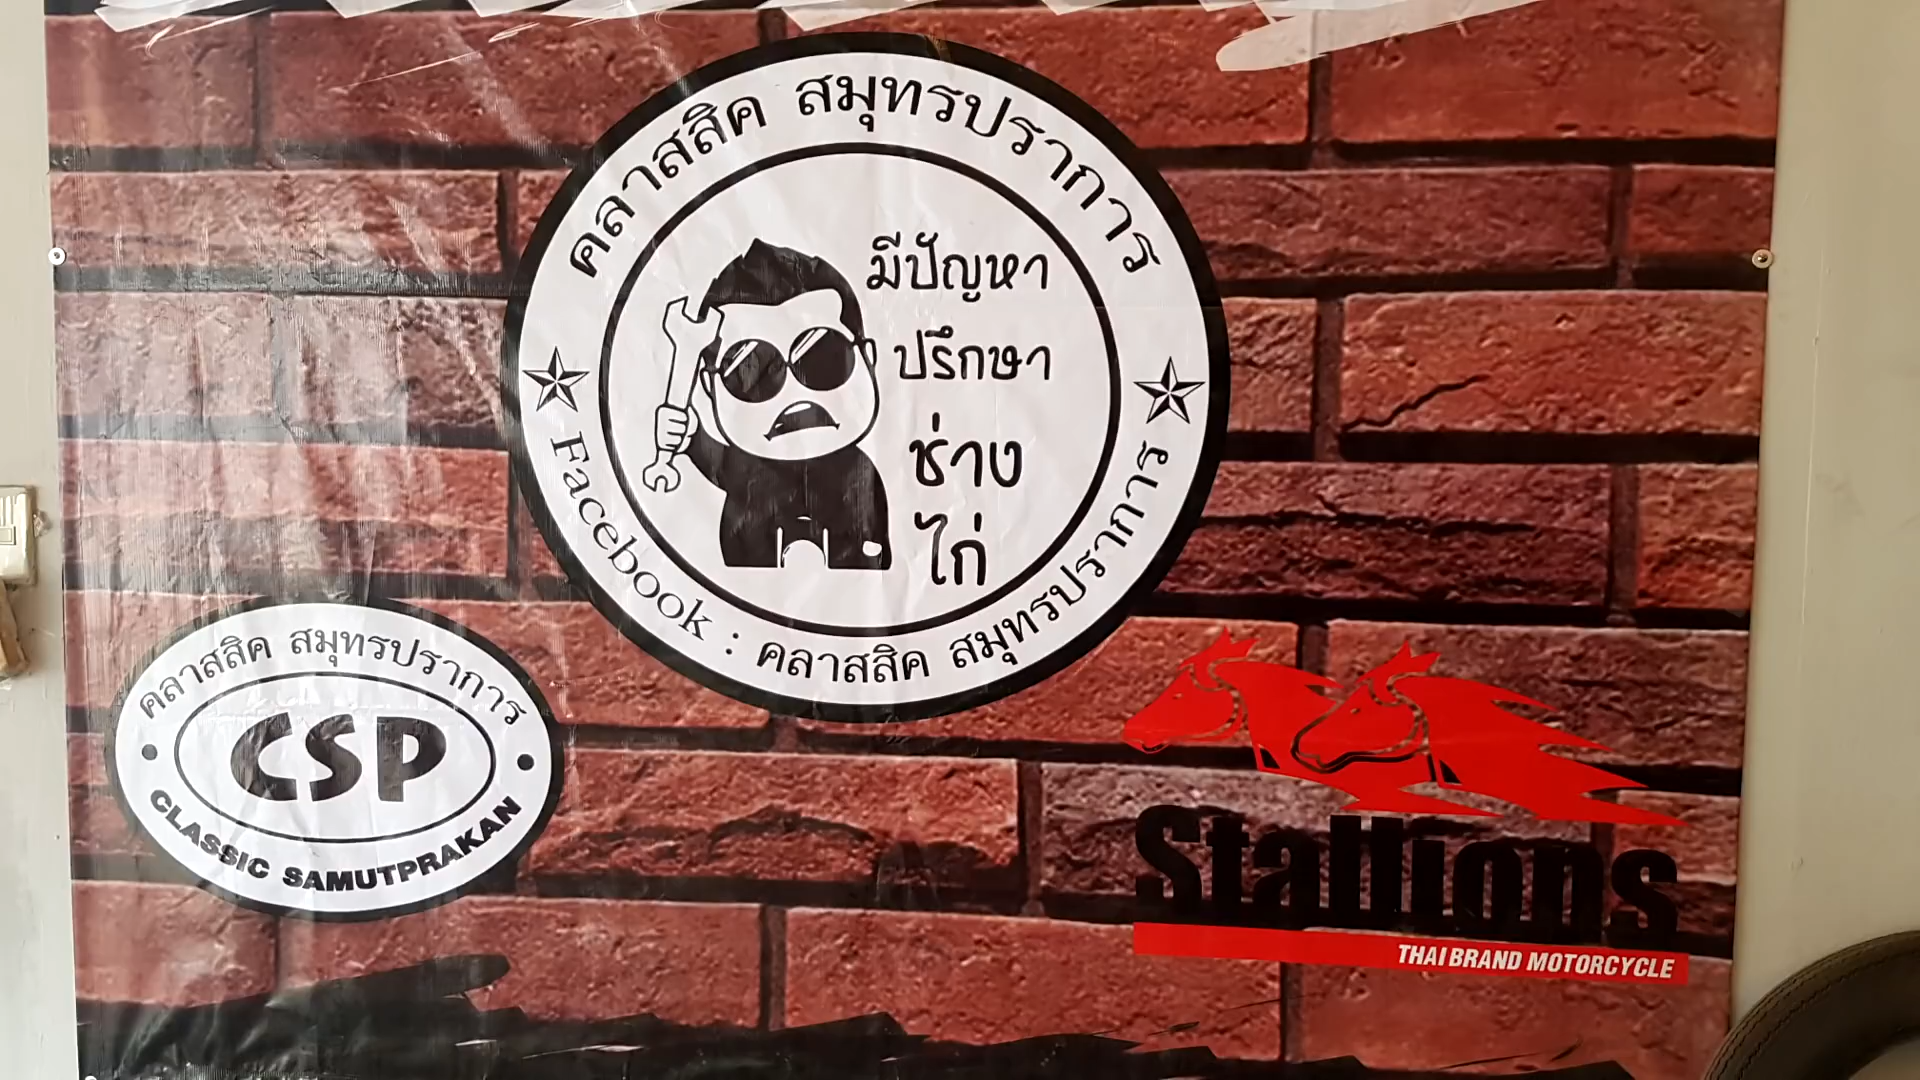 คลาสสิค สมุทรปราการ
มีปัญหา
ปรึกษา
ช่าง
ไก่
Facebook : คลาสสิค สมุทรปราการ
คลาสสิค สมุทรปราการ
CSP
CLASSIC SAMUTPRAKAN
Stallions
THAI BRAND MOTORCYCLE